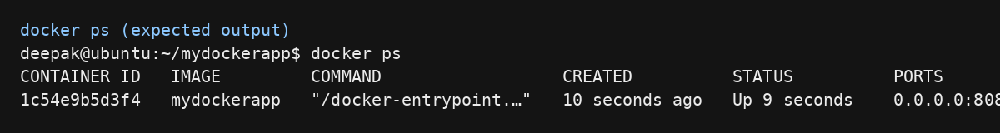 docker ps (expected output)
deepak@ubuntu:~/mydockerapp$ docker ps
CONTAINER ID   IMAGE         COMMAND                  CREATED          STATUS          PORTS
1c54e9b5d3f4   mydockerapp   "/docker-entrypoint.…"   10 seconds ago   Up 9 seconds    0.0.0.0:808